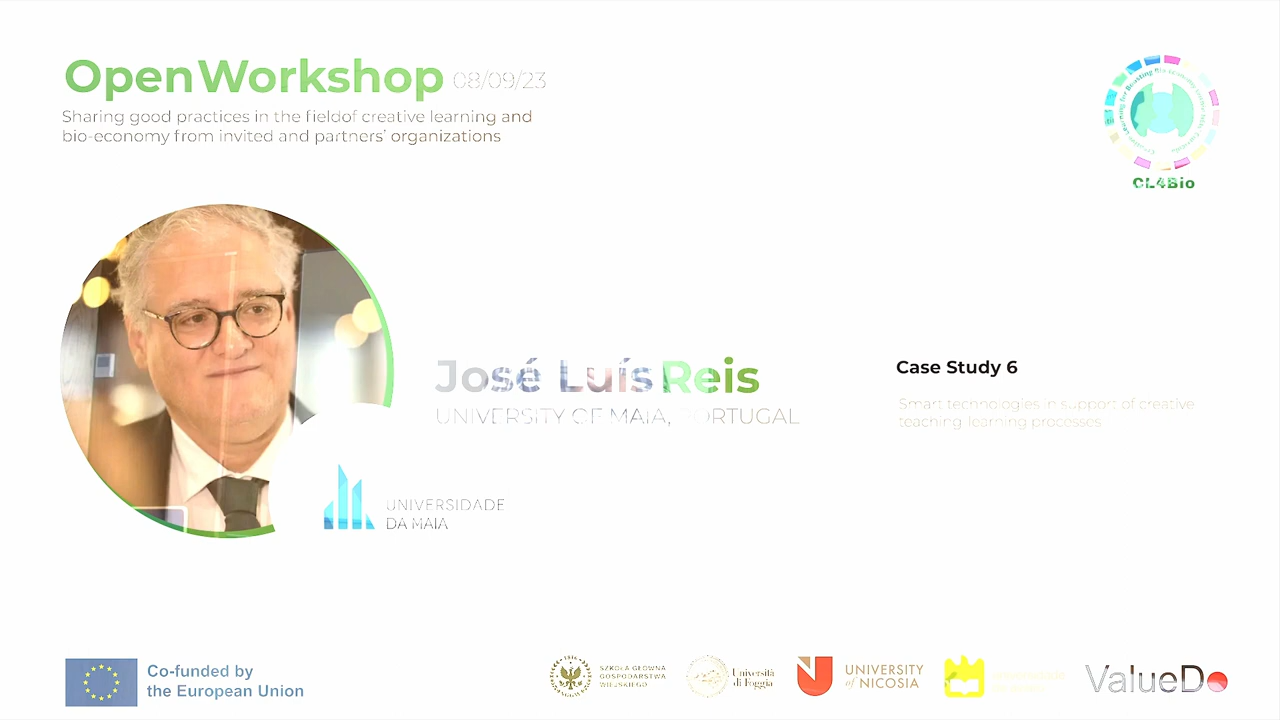 Open Workshop 08/09/23
Sharing good practices in the fieldof creative learning and
bio-economy from invited and partners' organizations
CL4Bio
José Luís Reis
UNIVERSITY OF MAIA, PORTUGAL
Case Study 6
Smart technologies in support of creative
teaching-learning processes
UNIVERSIDADE
DA MAIA
Co-funded by
the European Union
SZKOŁA GŁÓWNA
GOSPODARSTWA
WIEJSKIEGO
Università
di Foggia
UNIVERSITY
of NICOSIA
ValueDo